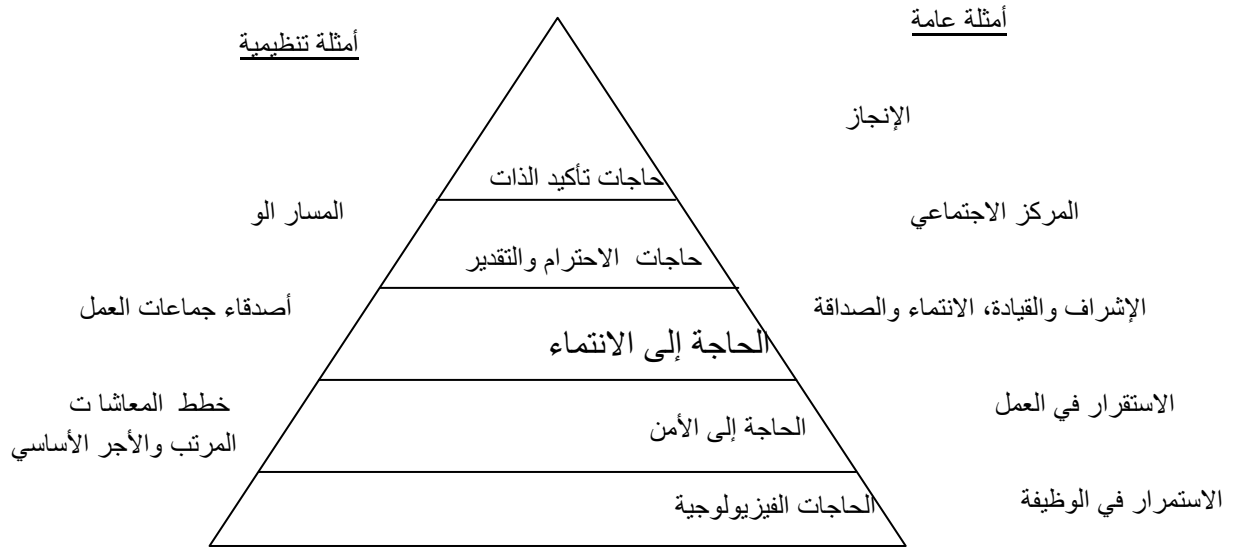 أمثلة عامة
أمثلة تنظيمية
الإنجاز
حاجات تأكيد الذات
المركز الاجتماعي
المسار الو
حاجات الاحترام والتقدير
الإشراف والقيادة، الانتماء والصداقة
أصدقاء جماعات العمل
الحاجة إلى الانتماء
الاستقرار في العمل
خطط المعاشا ت
الحاجة إلى الأمن
المرتب والأجر الأساسي
الاستمرار في الوظيفة
الحاجات الفيزيولوجية